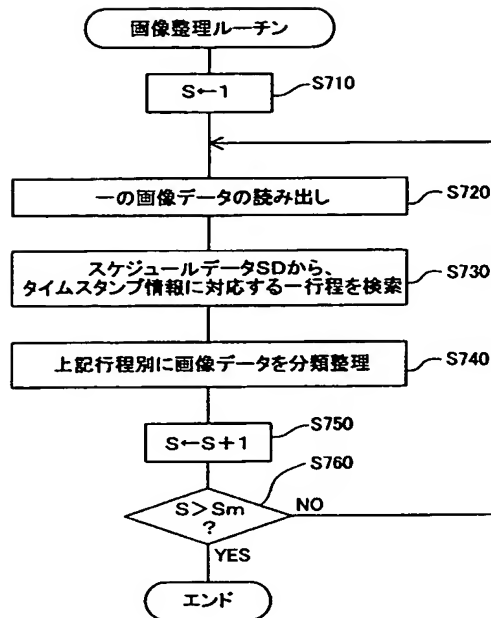 画像整理ルーチン
S←1
S710
一の画像データの読み出し
S720
スケジュールデータSDから、
タイムスタンプ情報に対応する一行程を検索
S730
上記行程別に画像データを分類整理
S740
S←S+1
S750
S>Sm
?
S760
NO
YES
エンド